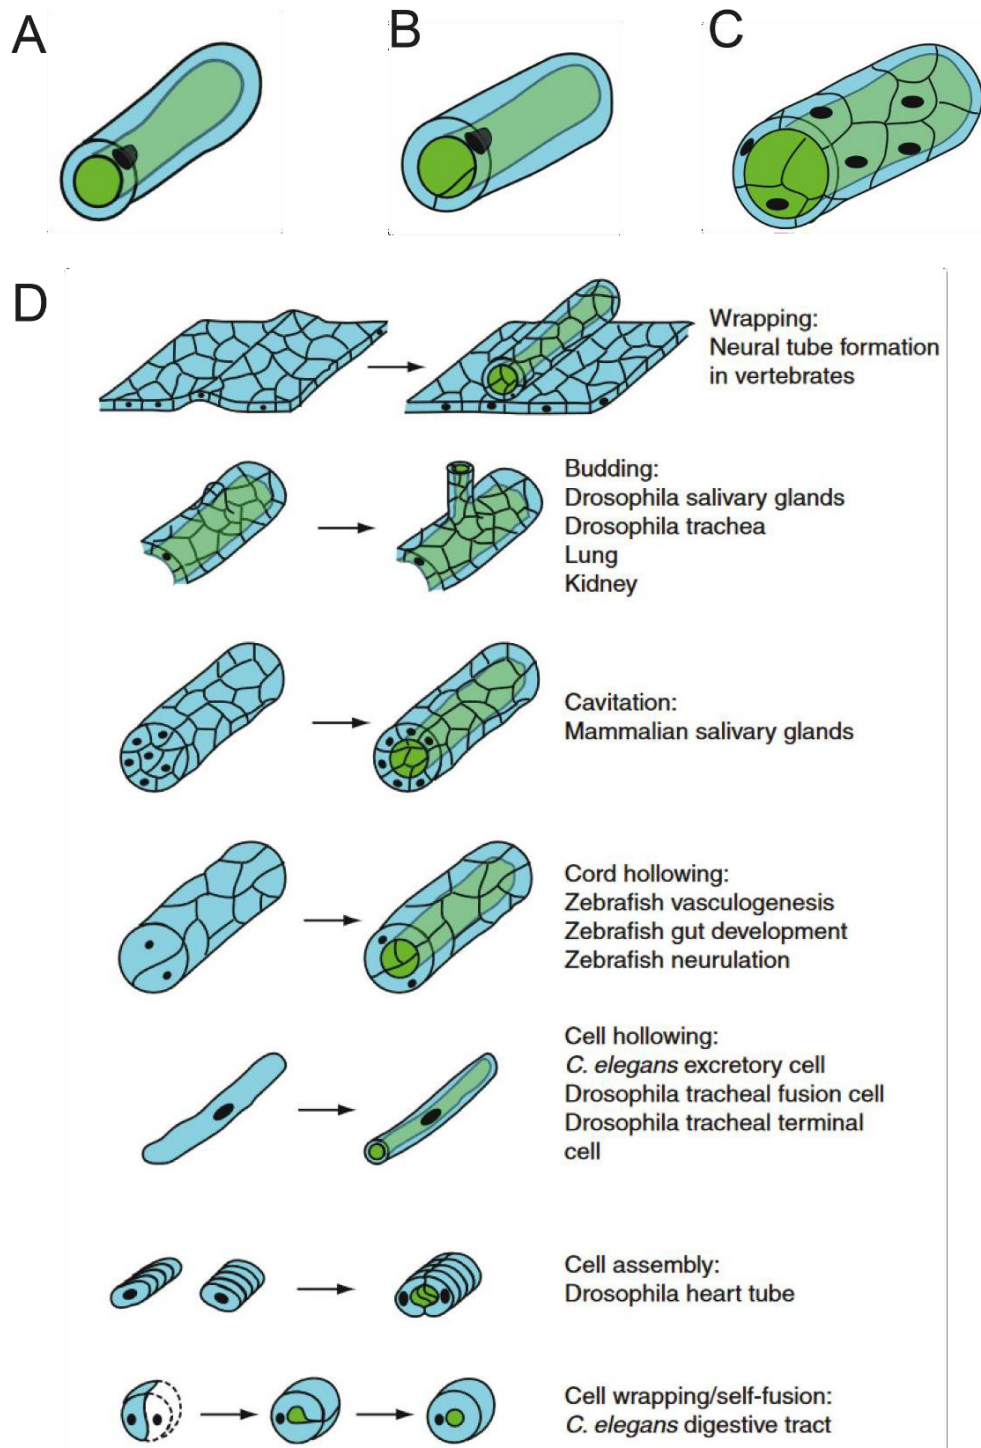 A
B
C
D
Wrapping:
Neural tube formation
in vertebrates
Budding:
Drosophila salivary glands
Drosophila trachea
Lung
Kidney
Cavitation:
Mammalian salivary glands
Cord hollowing:
Zebrafish vasculogenesis
Zebrafish gut development
Zebrafish neurulation
Cell hollowing:
C. elegans excretory cell
Drosophila tracheal fusion cell
Drosophila tracheal terminal
cell
Cell assembly:
Drosophila heart tube
Cell wrapping/self-fusion:
C. elegans digestive tract